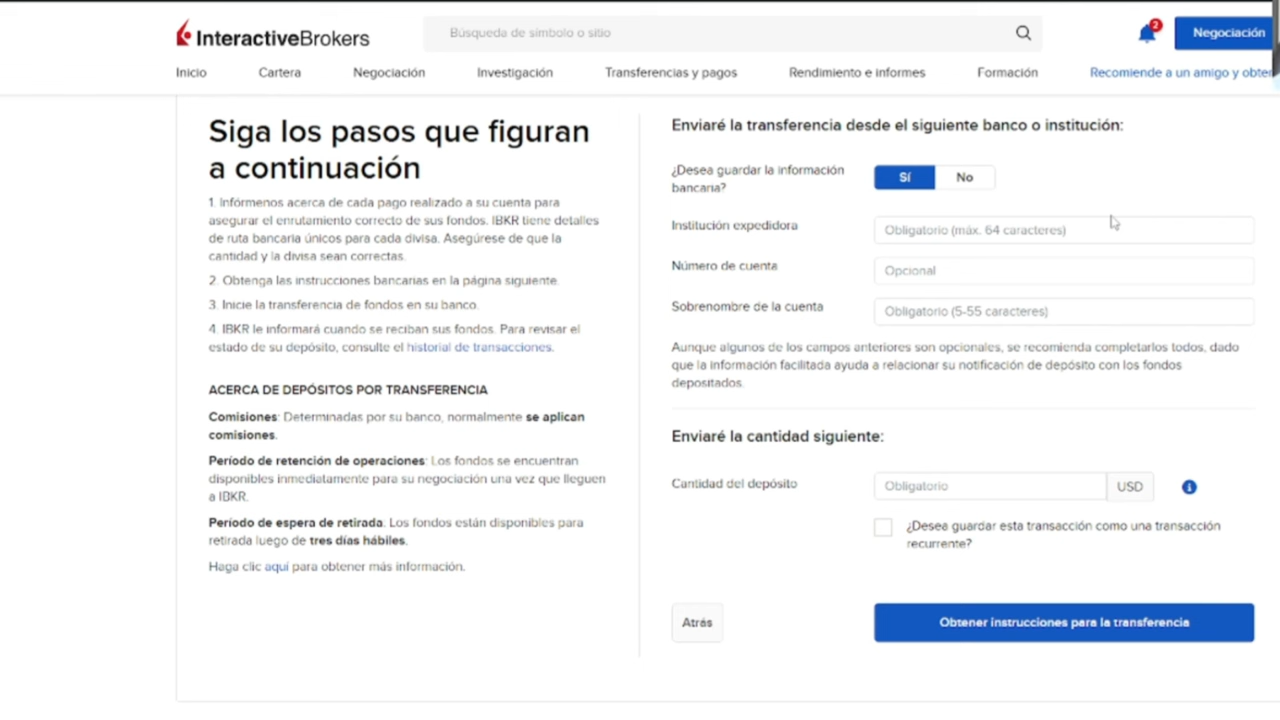 InteractiveBrokers
Búsqueda de símbolo o sitio
2
Negociación
Inicio
Cartera
Negociación
Investigación
Transferencias y pagos
Rendimiento e informes
Formación
Recomiende a un amigo y obten
Siga los pasos que figuran
a continuación
1. Infórmenos acerca de cada pago realizado a su cuenta para
asegurar el enrutamiento correcto de sus fondos. IBKR tiene detalles
de ruta bancaria únicos para cada divisa. Asegúrese de que la
cantidad y la divisa sean correctas.
2. Obtenga las instrucciones bancarias en la página siguiente.
3. Inicie la transferencia de fondos en su banco.
4. IBKR le informará cuando se reciban sus fondos. Para revisar el
estado de su depósito, consulte el historial de transacciones.
ACERCA DE DEPÓSITOS POR TRANSFERENCIA
Comisiones: Determinadas por su banco, normalmente se aplican
comisiones.
Período de retención de operaciones: Los fondos se encuentran
disponibles inmediatamente para su negociación una vez que lleguen
a IBKR.
Período de espera de retirada: Los fondos están disponibles para
retirada luego de tres días hábiles.
Haga clic aquí para obtener más información.
Enviaré la transferencia desde el siguiente banco o institución:
¿Desea guardar la información
bancaria?
Sí
No
Institución expedidora
Obligatorio (máx. 64 caracteres)
Número de cuenta
Opcional
Sobrenombre de la cuenta
Obligatorio (5-55 caracteres)
Aunque algunos de los campos anteriores son opcionales, se recomienda completarlos todos, dado
que la información facilitada ayuda a relacionar su notificación de depósito con los fondos
depositados.
Enviaré la cantidad siguiente:
Cantidad del depósito
Obligatorio
USD
¿Desea guardar esta transacción como una transacción
recurrente?
Atrás
Obtener instrucciones para la transferencia